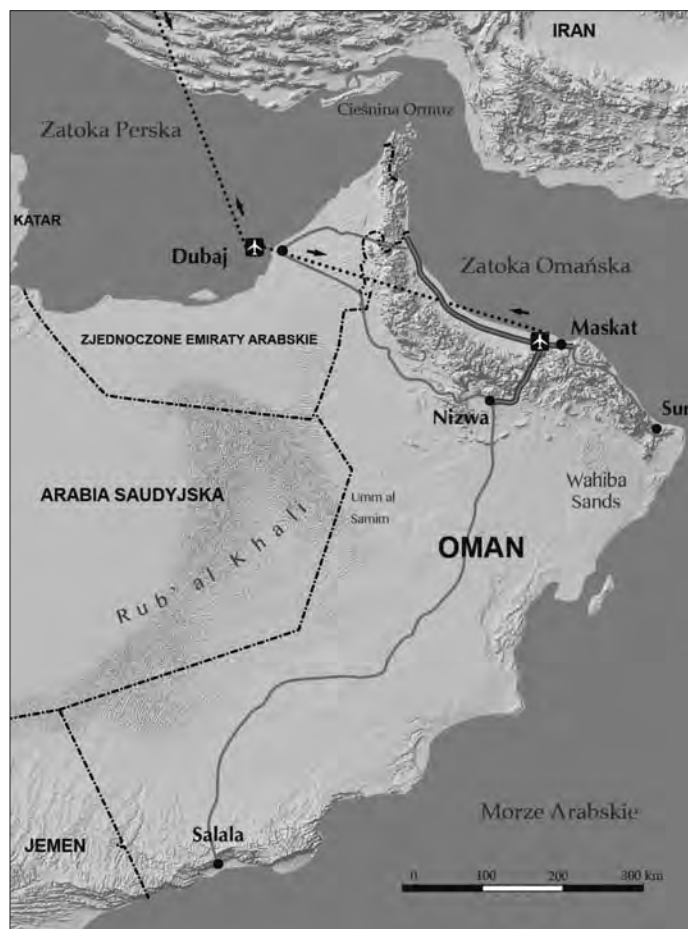 IRAN
Cieśnina Ormuz
Zatoka Perska
KATAR
Dubaj
Zatoka Omańska
ZJEDNOCZONE EMIRATY ARABSKIE
Maskat
Nizwa
Sur
ARABIA SAUDYJSKA
Wahiba
Sands
Umm al
Samim
OMAN
Rub' al Khali
Morze Arabskie
Salala
JEMEN
0 100 200 300 km